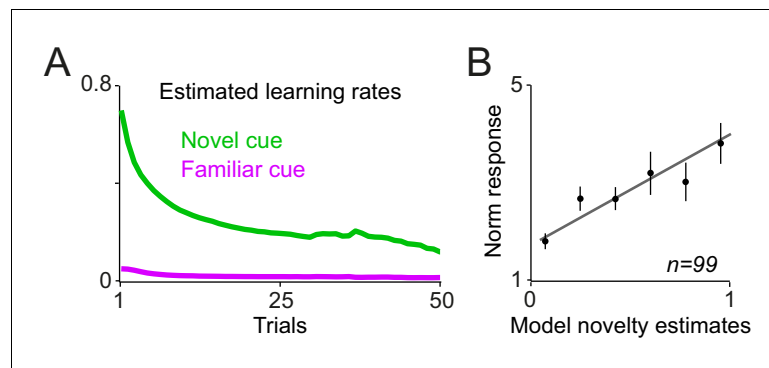 A
0.8
Estimated learning rates
Novel cue
Familiar cue
0
1
25
50
Trials
B
5
Norm response
1
n=99
0
1
Model novelty estimates